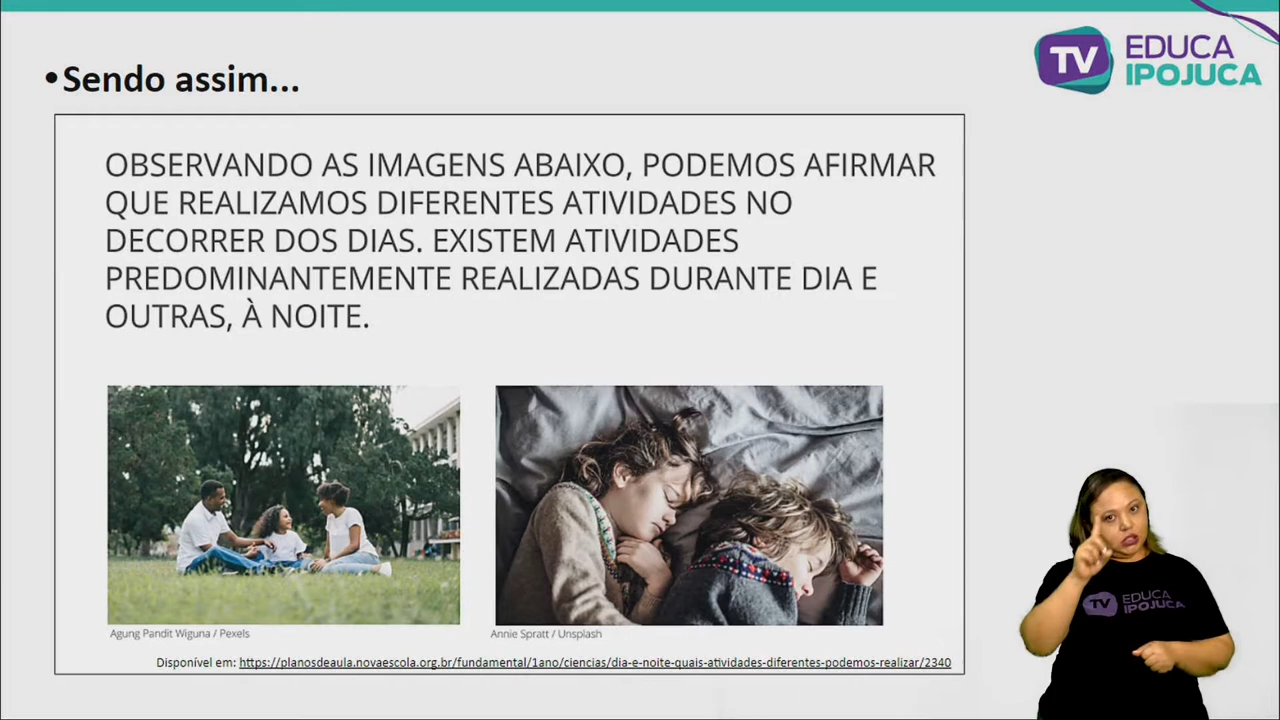 TV EDUCA
IPOJUCA
•Sendo assim...
OBSERVANDO AS IMAGENS ABAIXO, PODEMOS AFIRMAR
QUE REALIZAMOS DIFERENTES ATIVIDADES NO
DECORRER DOS DIAS. EXISTEM ATIVIDADES
PREDOMINANTEMENTE REALIZADAS DURANTE DIA E
OUTRAS, À NOITE.
Agung Pandit Wiguna / Pexels
Annie Spratt / Unsplash
Disponível em: https://planosdeaula.novaescola.org.br/fundamental/1ano/ciencias/dia-e-noite-quais-atividades-diferentes-podemos-realizar/2340
TV EDUCA
IPOJUCA